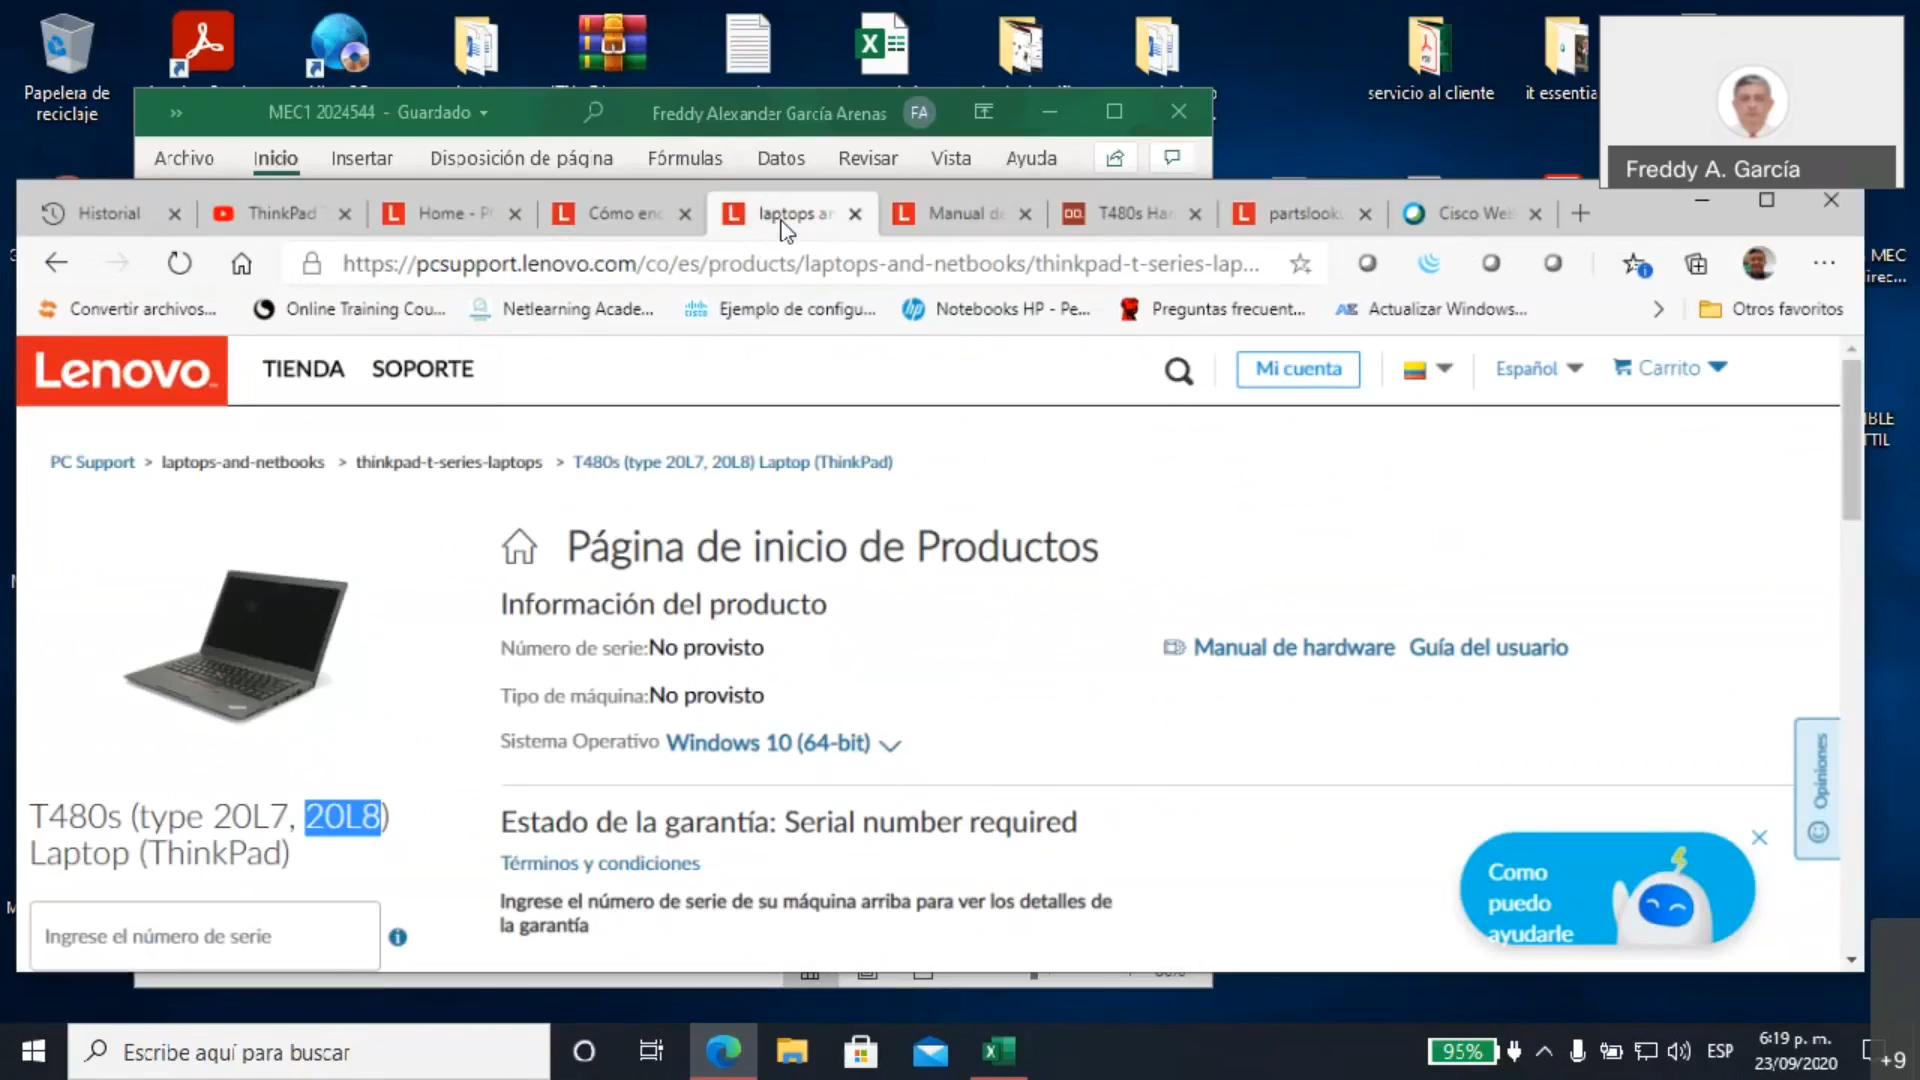 Papelera de
reciclaje
servicio al cliente
it essentia
Freddy A. García
MEC1 2024544 - Guardado
Freddy Alexander García Arenas
FA
Archivo Inicio Insertar Disposición de página Fórmulas Datos Revisar Vista Ayuda
Historial
ThinkPad
Home - P
Cómo en
laptops a
Manual d
T480s Ha
partslook
Cisco We
https://pcsupport.lenovo.com/co/es/products/laptops-and-netbooks/thinkpad-t-series-lap...
MEC
Convertir archivos...
Online Training Cou...
Netlearning Acade...
Ejemplo de configu...
Notebooks HP - Pe...
Preguntas frecuent...
Actualizar Windows...
Otros favoritos
Lenovo
TIENDA SOPORTE
Mi cuenta
Español
Carrito
PC Support > laptops-and-netbooks > thinkpad-t-series-laptops > T480s (type 20L7, 20L8) Laptop (ThinkPad)
Página de inicio de Productos
Información del producto
Número de serie:No provisto
Manual de hardware Guía del usuario
Tipo de máquina:No provisto
Sistema Operativo Windows 10 (64-bit)
Opiniones
T480s (type 20L7, 20L8)
Laptop (ThinkPad)
Estado de la garantía: Serial number required
Términos y condiciones
Ingrese el número de serie de su máquina arriba para ver los detalles de
la garantía
Ingrese el número de serie
Como
puedo
ayudarle
Escribe aquí para buscar
95%
ESP
6:19 p. m.
23/09/2020
+9